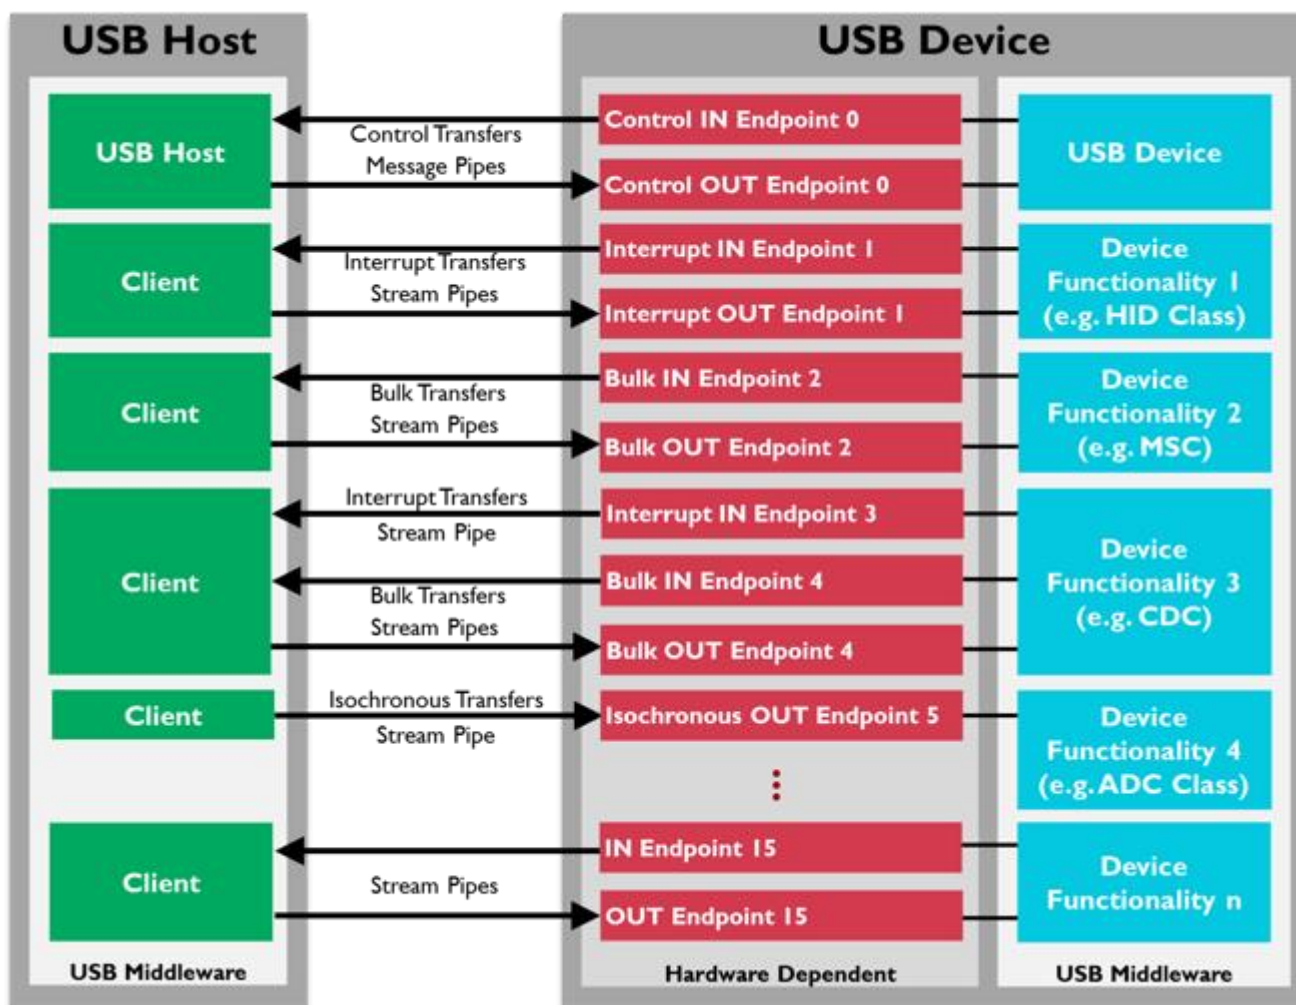 USB Host
USB Device
USB Host
Control Transfers
Message Pipes
Control IN Endpoint 0
Control OUT Endpoint 0
USB Device
Client
Interrupt Transfers
Stream Pipes
Interrupt IN Endpoint 1
Interrupt OUT Endpoint 1
Device
Functionality 1
(e.g. HID Class)
Client
Bulk Transfers
Stream Pipes
Bulk IN Endpoint 2
Bulk OUT Endpoint 2
Device
Functionality 2
(e.g. MSC)
Client
Interrupt Transfers
Stream Pipe
Bulk Transfers
Stream Pipes
Interrupt IN Endpoint 3
Bulk IN Endpoint 4
Bulk OUT Endpoint 4
Device
Functionality 3
(e.g. CDC)
Client
Isochronous Transfers
Stream Pipe
Isochronous OUT Endpoint 5
Device
Functionality 4
(e.g. ADC Class)
Client
Stream Pipes
IN Endpoint 15
OUT Endpoint 15
Device
Functionality n
USB Middleware
Hardware Dependent
USB Middleware